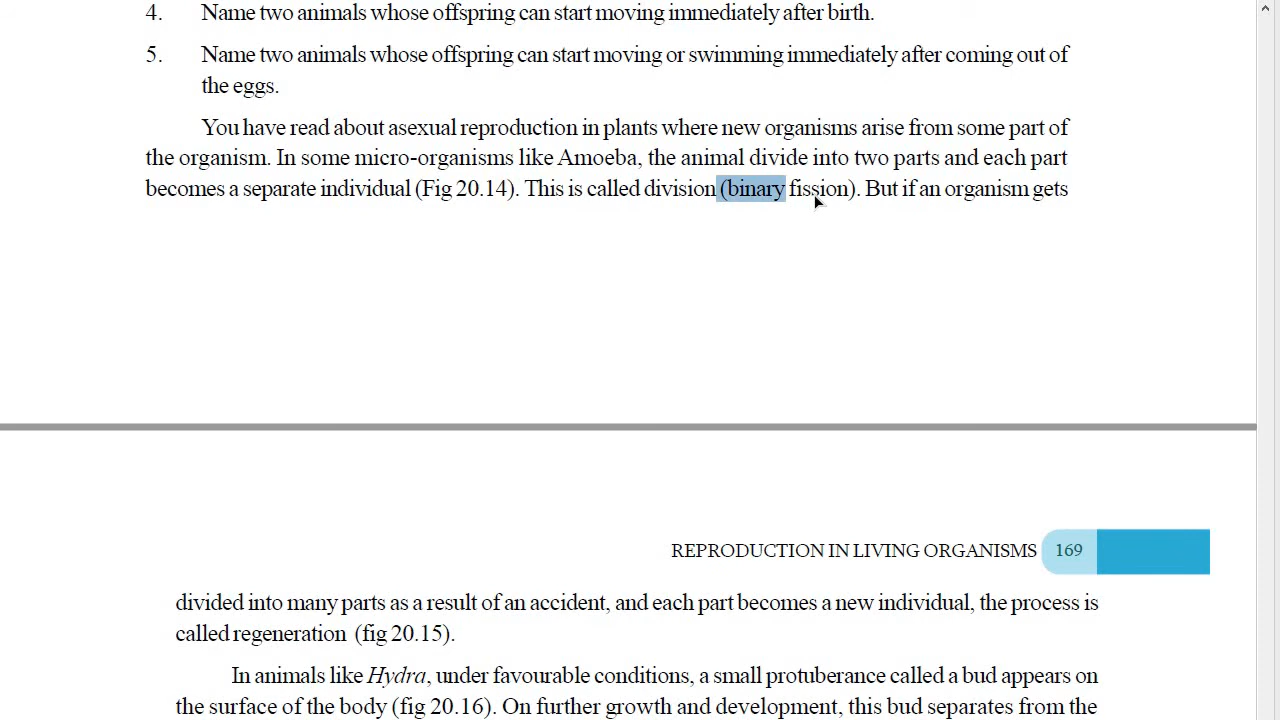 4. Name two animals whose offspring can start moving immediately after birth.
5. Name two animals whose offspring can start moving or swimming immediately after coming out of
the eggs.
You have read about asexual reproduction in plants where new organisms arise from some part of
the organism. In some micro-organisms like Amoeba, the animal divide into two parts and each part
becomes a separate individual (Fig 20.14). This is called division (binary fission). But if an organism gets
REPRODUCTION IN LIVING ORGANISMS 169
divided into many parts as a result of an accident, and each part becomes a new individual, the process is
called regeneration (fig 20.15).
In animals like Hydra, under favourable conditions, a small protuberance called a bud appears on
the surface of the body (fig 20.16). On further growth and development, this bud separates from the